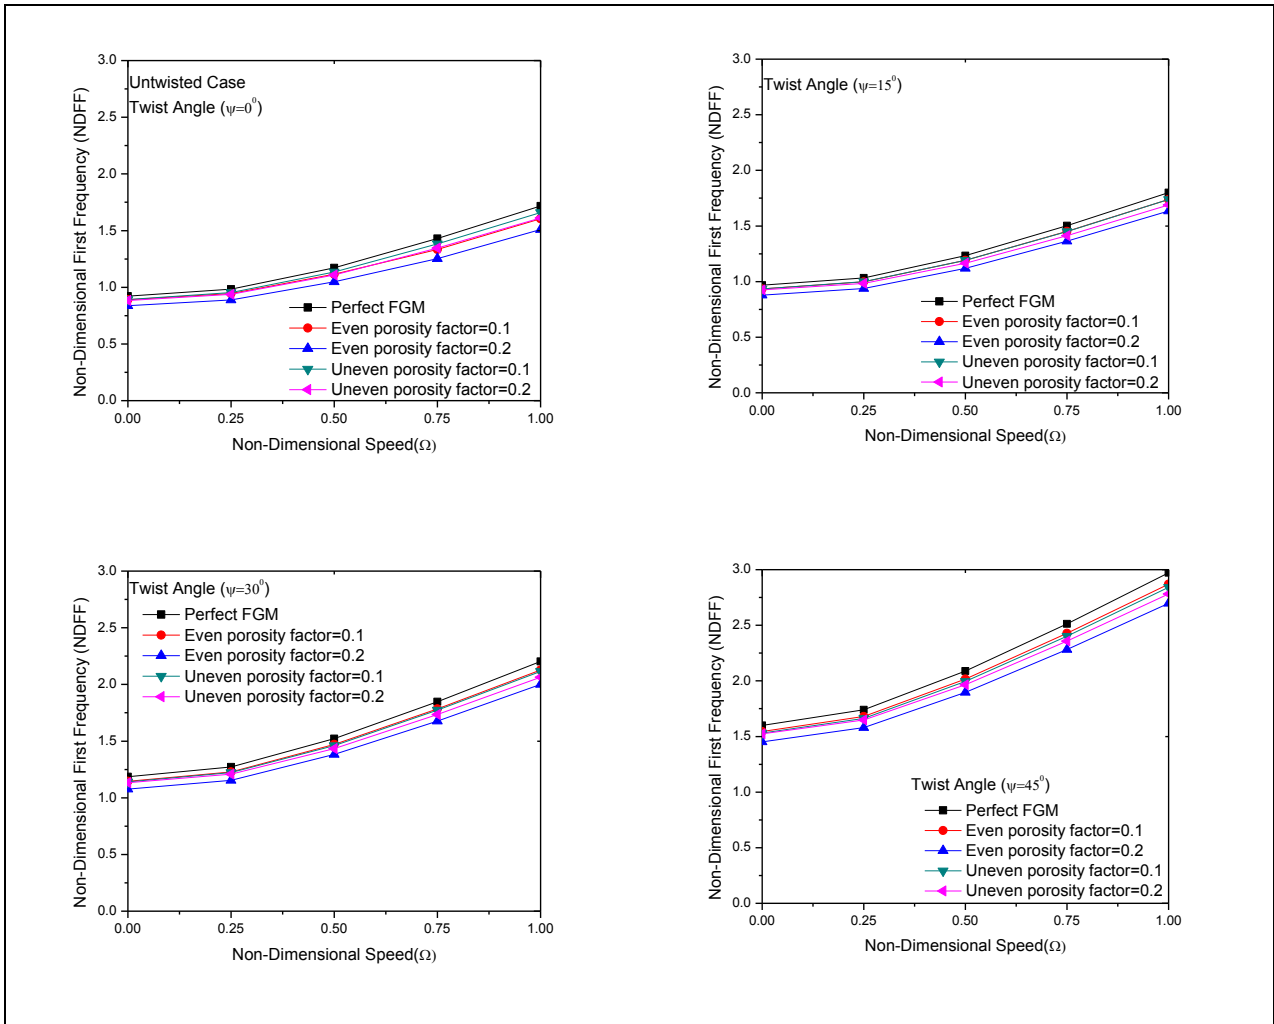 Non-Dimensional First Frequency (NDFF)
3.0
2.5
2.0
1.5
1.0
0.5
0.0
Untwisted Case
Twist Angle (ψ=0⁰)
Perfect FGM
Even porosity factor=0.1
Even porosity factor=0.2
Uneven porosity factor=0.1
Uneven porosity factor=0.2
0.00 0.25 0.50 0.75 1.00
Non-Dimensional Speed(Ω)
Non-Dimensional First Frequency (NDFF)
3.0
2.5
2.0
1.5
1.0
0.5
0.0
Twist Angle (ψ=15⁰)
Perfect FGM
Even porosity factor=0.1
Even porosity factor=0.2
Uneven porosity factor=0.1
Uneven porosity factor=0.2
0.00 0.25 0.50 0.75 1.00
Non-Dimensional Speed(Ω)
Non-Dimensional First Frequency (NDFF)
3.0
2.5
2.0
1.5
1.0
0.5
0.0
Twist Angle (ψ=30⁰)
Perfect FGM
Even porosity factor=0.1
Even porosity factor=0.2
Uneven porosity factor=0.1
Uneven porosity factor=0.2
0.00 0.25 0.50 0.75 1.00
Non-Dimensional Speed(Ω)
Non-Dimensional First Frequency (NDFF)
3.0
2.5
2.0
1.5
1.0
0.5
0.0
Twist Angle (ψ=45⁰)
Perfect FGM
Even porosity factor=0.1
Even porosity factor=0.2
Uneven porosity factor=0.1
Uneven porosity factor=0.2
0.00 0.25 0.50 0.75 1.00
Non-Dimensional Speed(Ω)